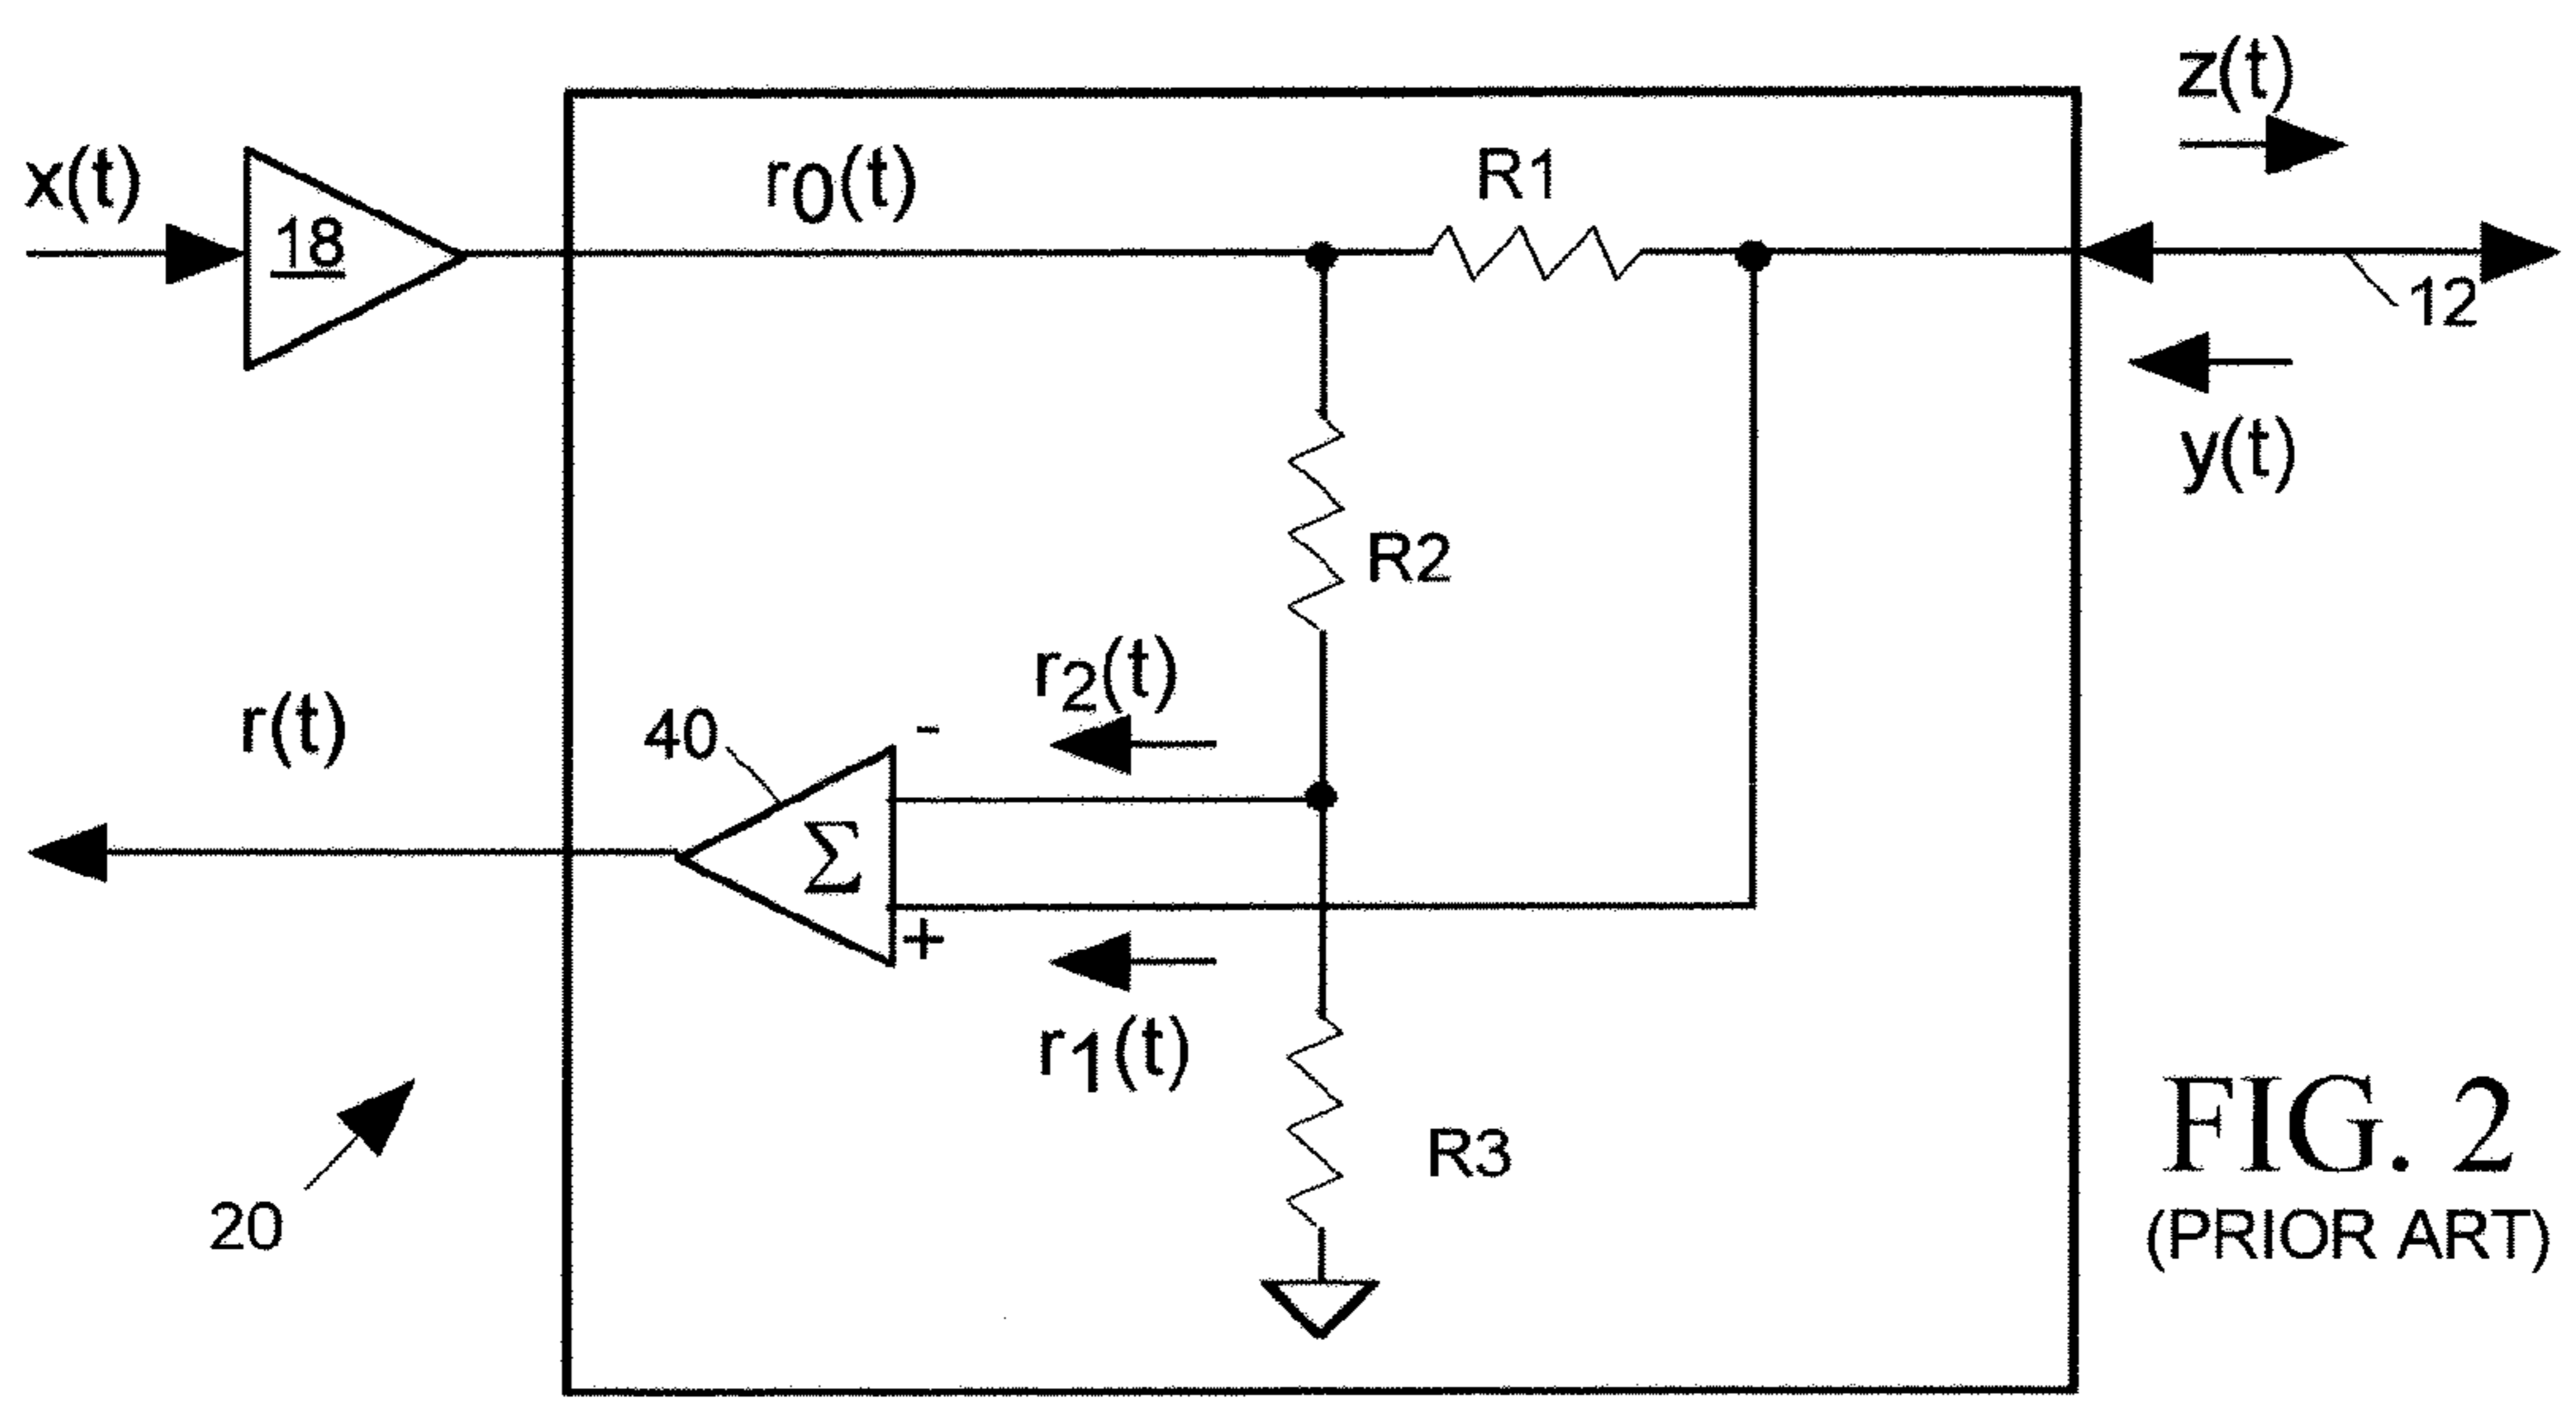 z(t)
x(t)
18
r0(t)
R1
12
y(t)
R2
r2(t)
r(t)
40
-
Σ
+
r1(t)
R3
20
FIG. 2
(PRIOR ART)